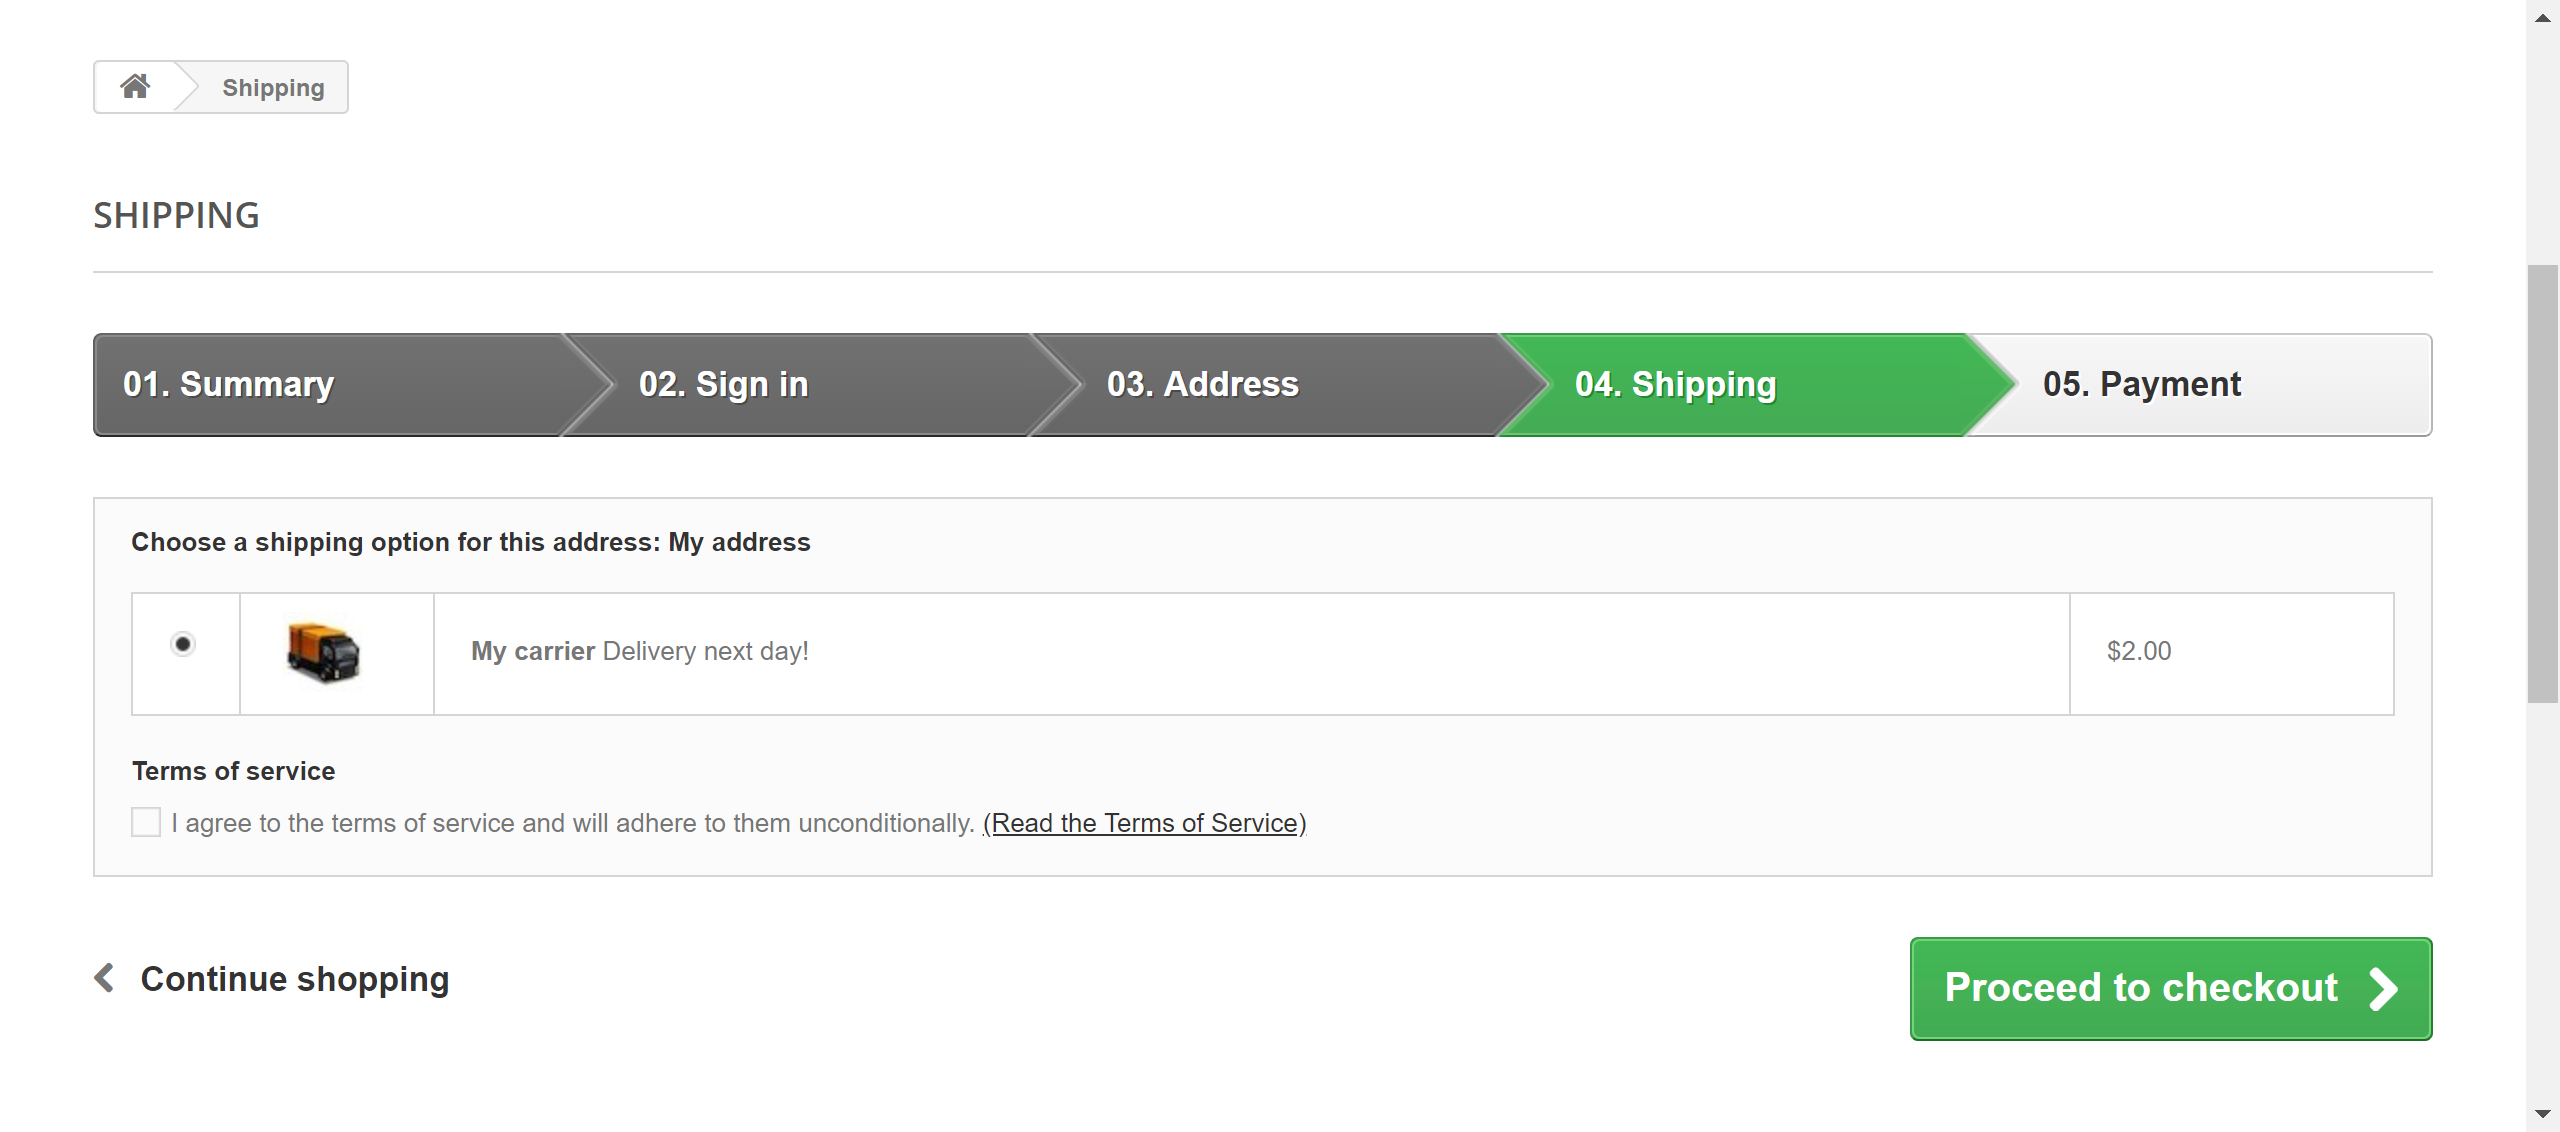 Shipping
SHIPPING
01. Summary
02. Sign in
03. Address
04. Shipping
05. Payment
Choose a shipping option for this address: My address
My carrier Delivery next day!
$2.00
Terms of service
I agree to the terms of service and will adhere to them unconditionally. (Read the Terms of Service)
Continue shopping
Proceed to checkout